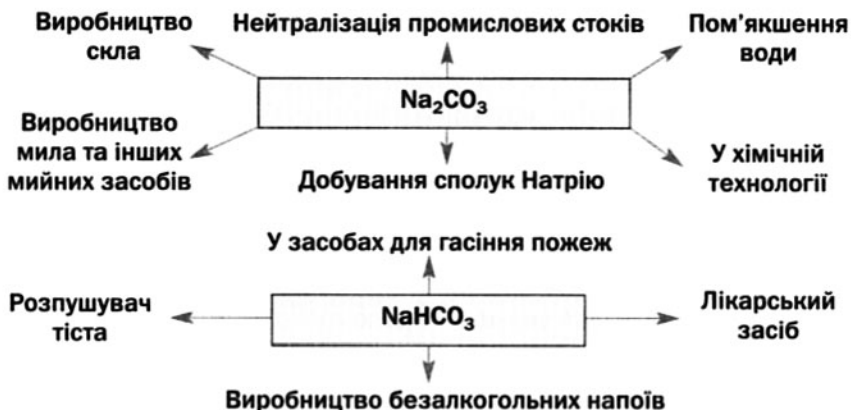 Виробництво
скла
Нейтралізація промислових стоків
Пом’якшення
води
Na₂CO₃
Виробництво
мила та інших
мийних засобів
Добування сполук Натрію
У хімічній
технології
У засобах для гасіння пожеж
Розпушувач
тіста
NaHCO₃
Лікарський
засіб
Виробництво безалкогольних напоїв